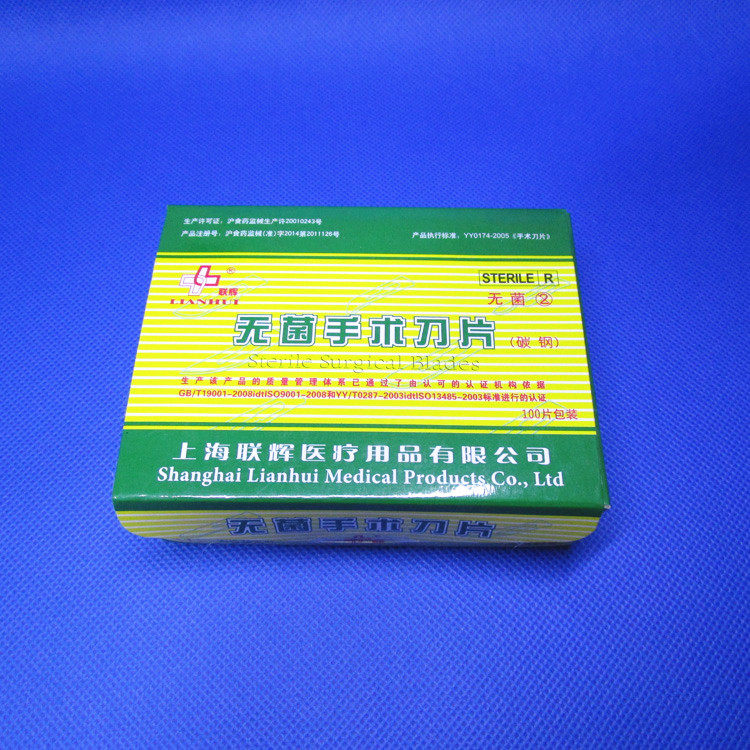 生产许可证：沪食药监械生产许20010243号
产品注册号：沪食药监械(准)字2014第2011126号
产品执行标准：YY0174-2005《手术刀片》
联辉®
LIANHUI
STERILE R
无菌 ②
无菌手术刀片（碳钢）
Sterile Surgical Blades
生产该产品的质量管理体系已通过了由认可的认证机构依据
GB/T19001-2008idtISO9001-2008和YY/T0287-2003idtISO13485-2003标准进行的认证
100片包装
上海联辉医疗用品有限公司
Shanghai Lianhui Medical Products Co., Ltd
无菌手术刀片